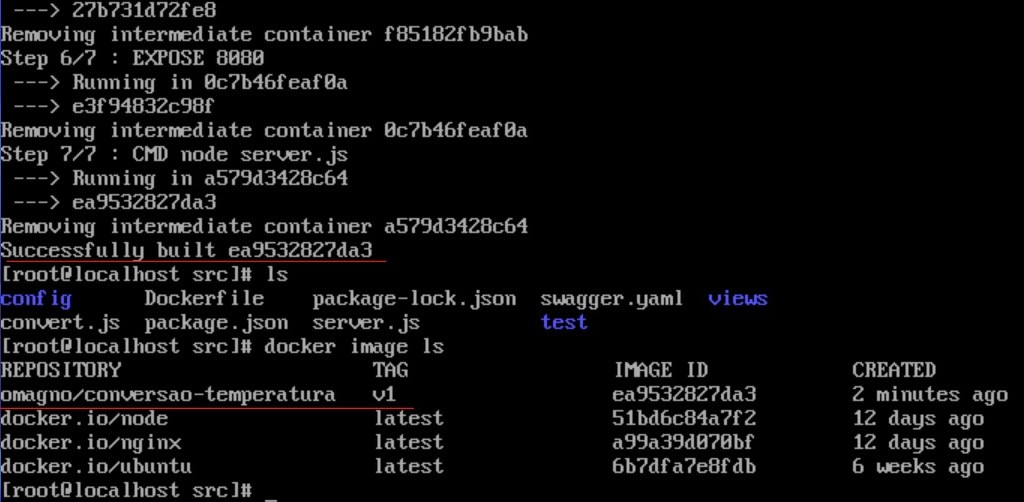 ---> 27b731d72fe8
Removing intermediate container f85182fb9bab
Step 6/7 : EXPOSE 8080
---> Running in 0c7b46feaf0a
---> e3f94832c98f
Removing intermediate container 0c7b46feaf0a
Step 7/7 : CMD node server.js
---> Running in a579d3428c64
---> ea9532827da3
Removing intermediate container a579d3428c64
Successfully built ea9532827da3
[root@localhost src]# ls
config Dockerfile package-lock.json swagger.yaml views
convert.js package.json server.js test
[root@localhost src]# docker image ls
REPOSITORY TAG IMAGE ID CREATED
omagno/conversao-temperatura v1 ea9532827da3 2 minutes ago
docker.io/node latest 51bd6c84a7f2 12 days ago
docker.io/nginx latest a99a39d070bf 12 days ago
docker.io/ubuntu latest 6b7dfa7e8fdb 6 weeks ago
[root@localhost src]# _